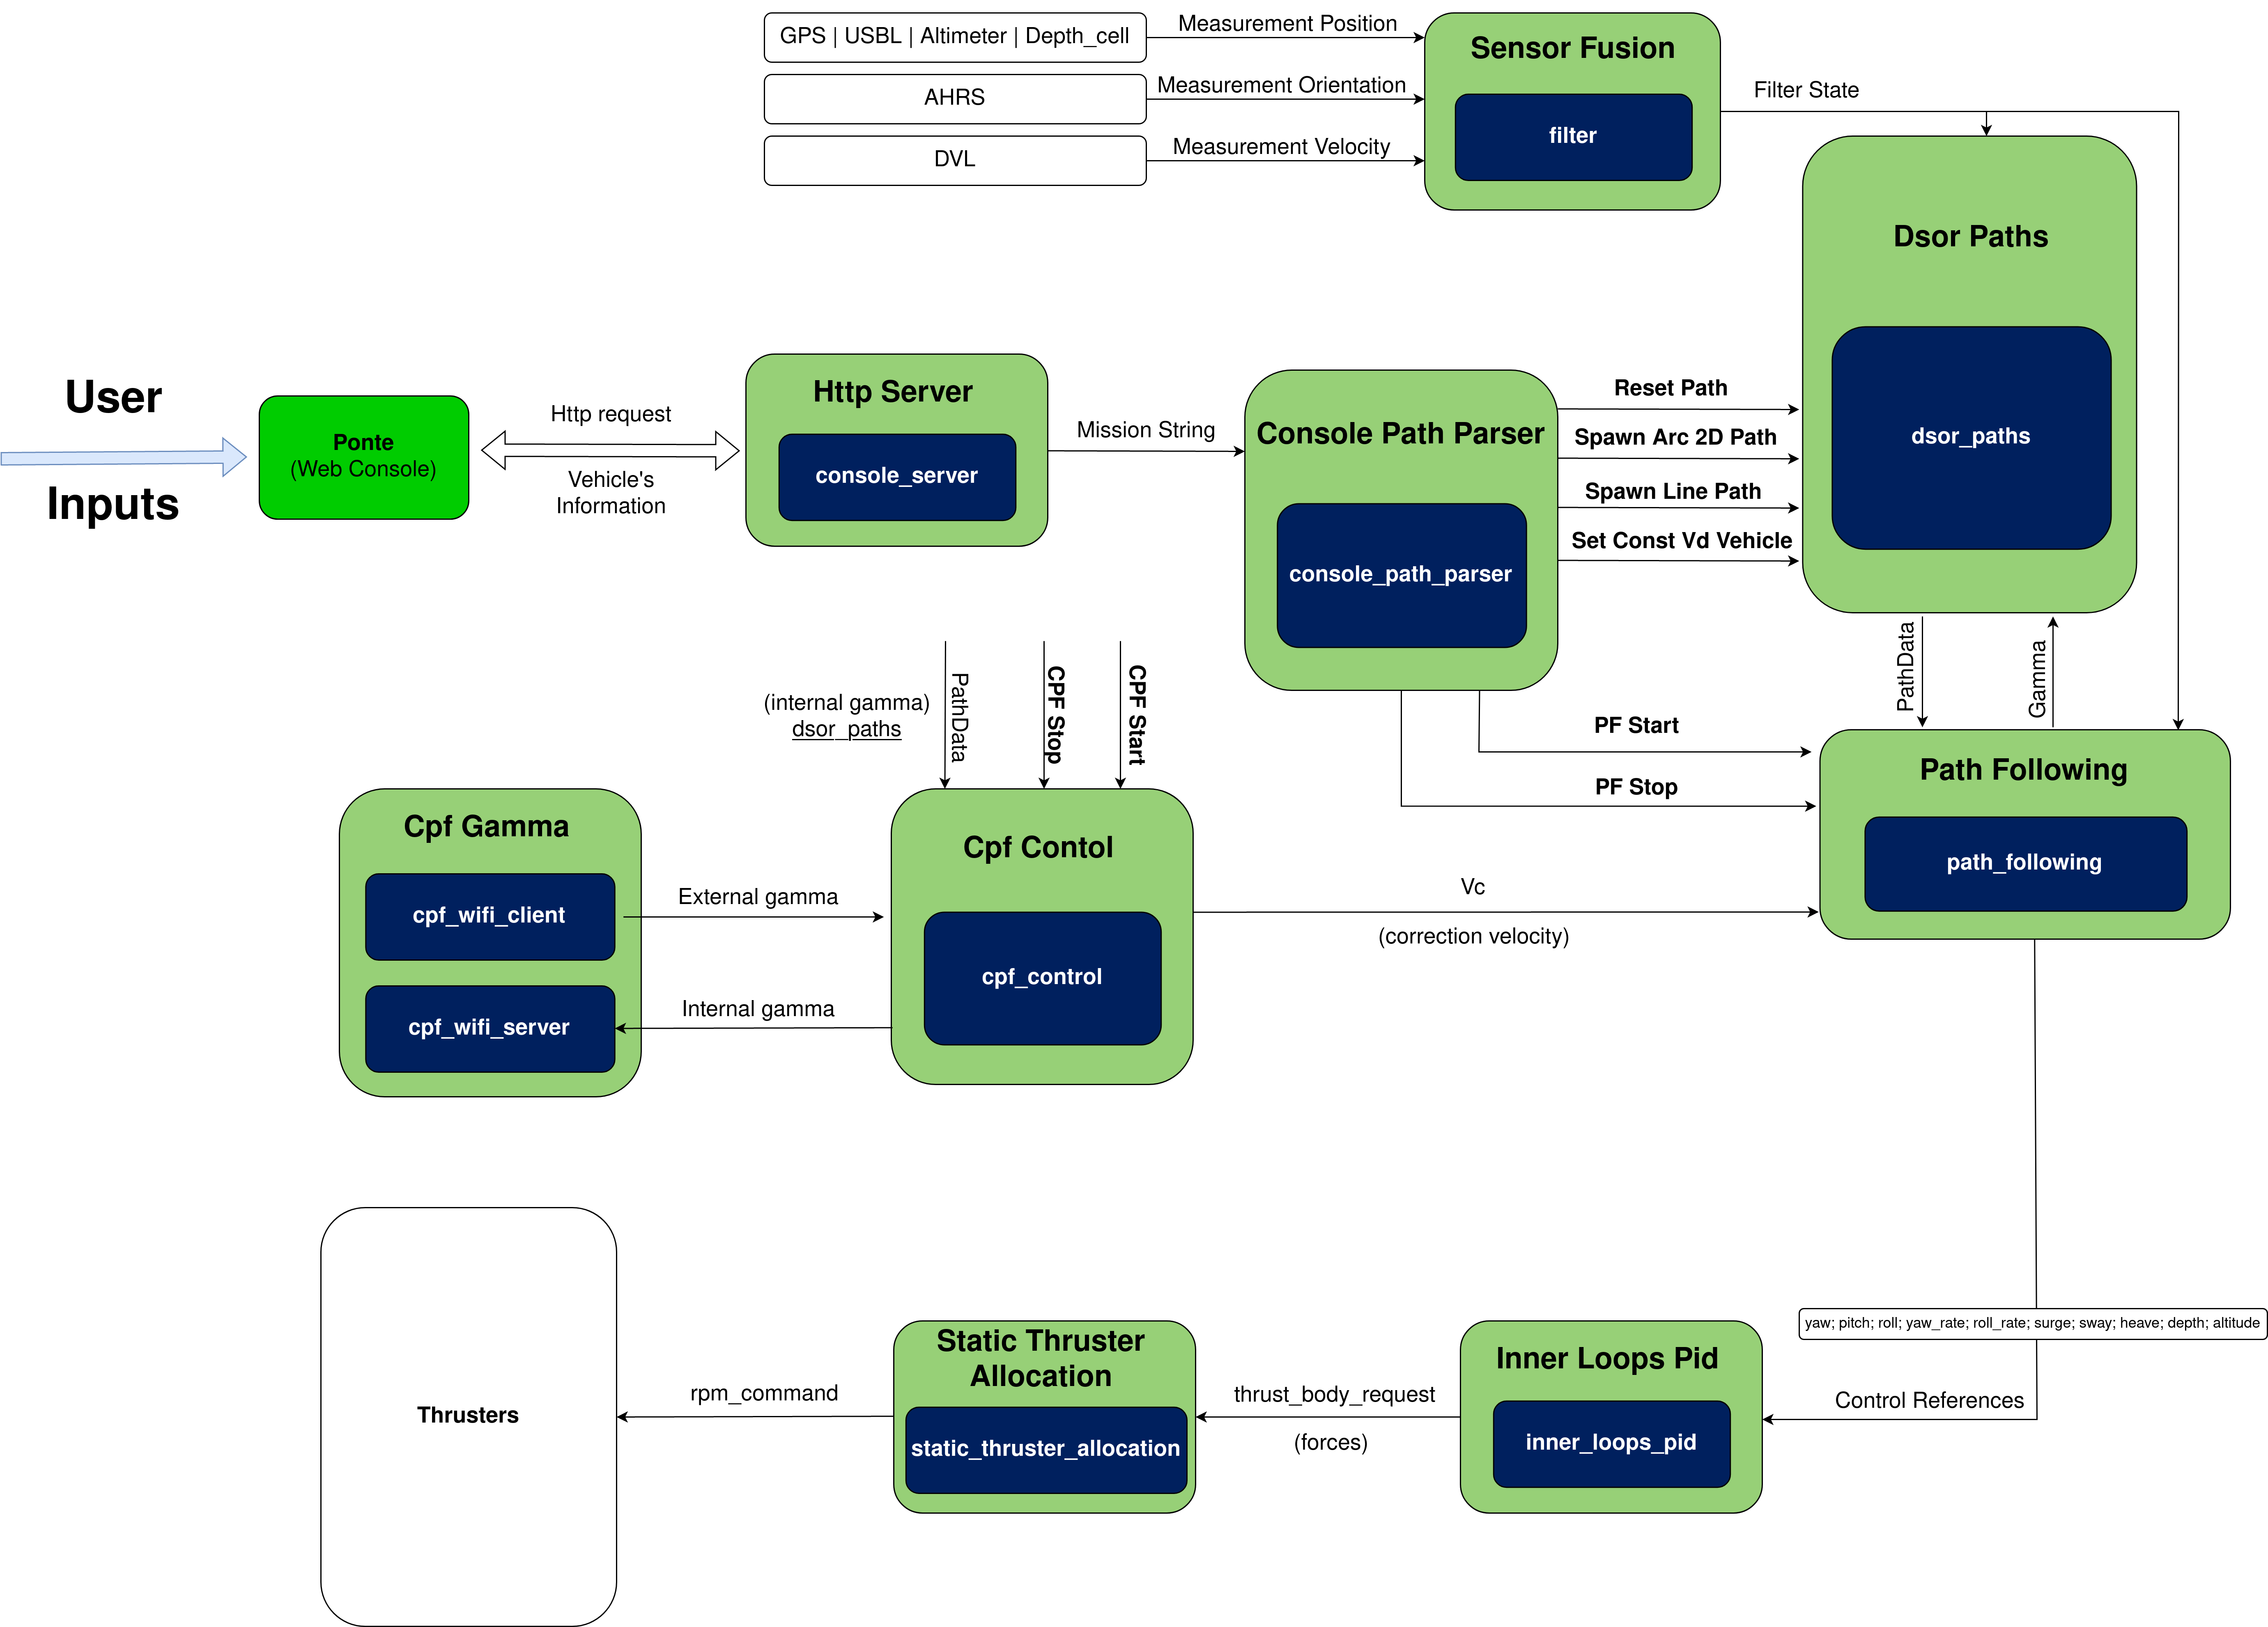 GPS | USBL | Altimeter | Depth_cell
Measurement Position
Sensor Fusion
AHRS
Measurement Orientation
filter
DVL
Measurement Velocity
Filter State
Dsor Paths
dsor_paths
User
Inputs
Ponte
(Web Console)
Http request
Vehicle's
Information
Http Server
console_server
Mission String
Console Path Parser
console_path_parser
Reset Path
Spawn Arc 2D Path
Spawn Line Path
Set Const Vd Vehicle
PathData
Gamma
(internal gamma)
dsor_paths
PathData
CPF Stop
CPF Start
PF Start
PF Stop
Path Following
path_following
Cpf Gamma
cpf_wifi_client
cpf_wifi_server
External gamma
Internal gamma
Cpf Contol
cpf_control
Vc
(correction velocity)
yaw; pitch; roll; yaw_rate; roll_rate; surge; sway; heave; depth; altitude
Control References
Inner Loops Pid
inner_loops_pid
thrust_body_request
(forces)
Static Thruster
Allocation
static_thruster_allocation
rpm_command
Thrusters